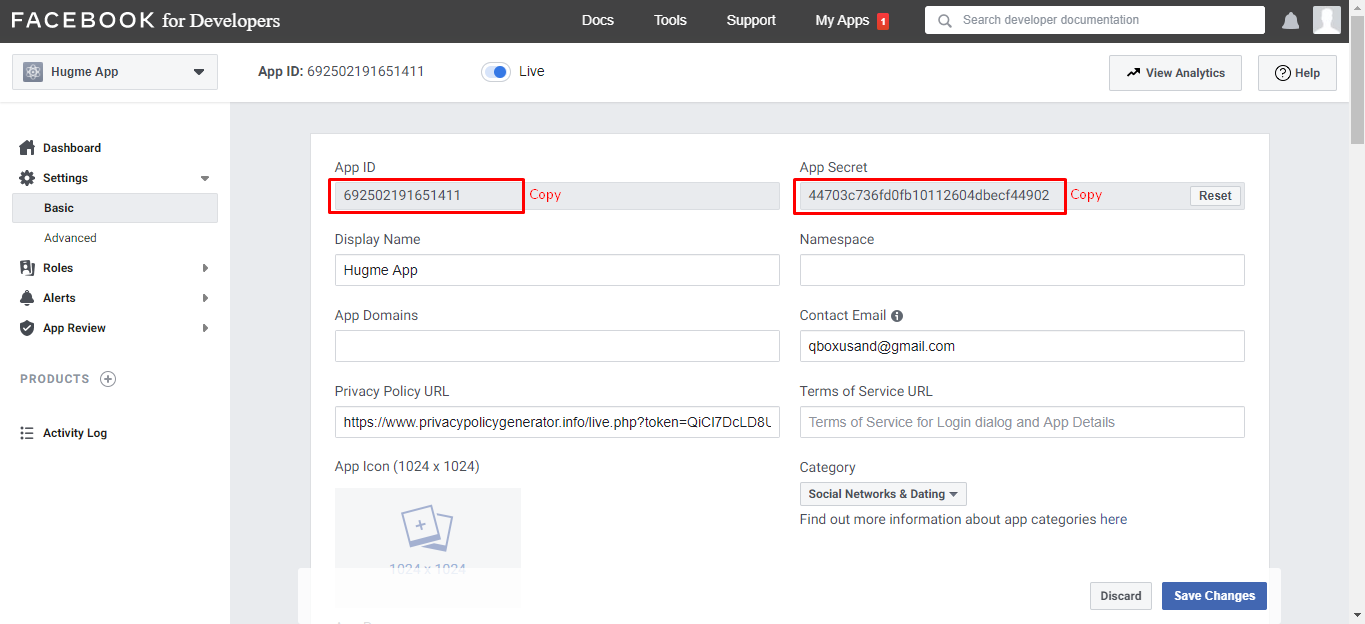 FACEBOOK for Developers
Docs
Tools
Support
My Apps 1
Search developer documentation
Hugme App
App ID: 692502191651411
Live
View Analytics
Help
Dashboard
Settings
Basic
Advanced
Roles
Alerts
App Review
PRODUCTS
Activity Log
App ID
692502191651411 Copy
App Secret
44703c736fd0fb10112604dbecf44902 Copy
Reset
Display Name
Hugme App
Namespace
App Domains
Contact Email
qboxusand@gmail.com
Privacy Policy URL
https://www.privacypolicygenerator.info/live.php?token=QiCI7DcLD8U
Terms of Service URL
Terms of Service for Login dialog and App Details
App Icon (1024 x 1024)
1024 x 1024
Category
Social Networks & Dating
Find out more information about app categories here
Discard
Save Changes